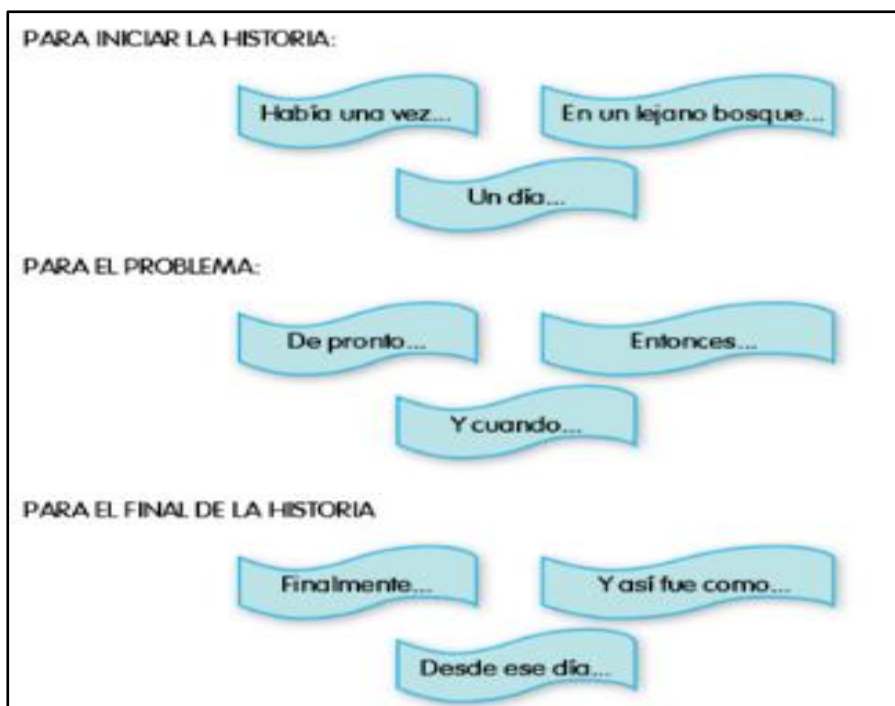 PARA INICIAR LA HISTORIA:
Había una vez...
En un lejano bosque...
Un día...
PARA EL PROBLEMA:
De pronto...
Entonces...
Y cuando...
PARA EL FINAL DE LA HISTORIA
Finalmente...
Y así fue como...
Desde ese día...